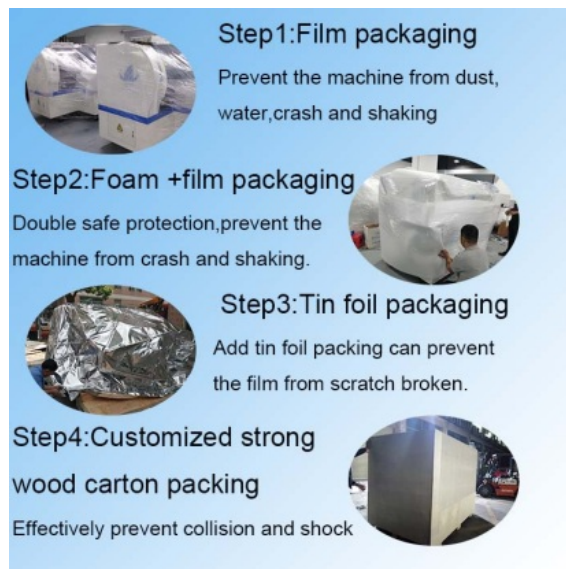 Step1:Film packaging
Prevent the machine from dust,
water,crash and shaking
Step2:Foam +film packaging
Double safe protection,prevent the
machine from crash and shaking.
Step3:Tin foil packaging
Add tin foil packing can prevent
the film from scratch broken.
Step4:Customized strong
wood carton packing
Effectively prevent collision and shock